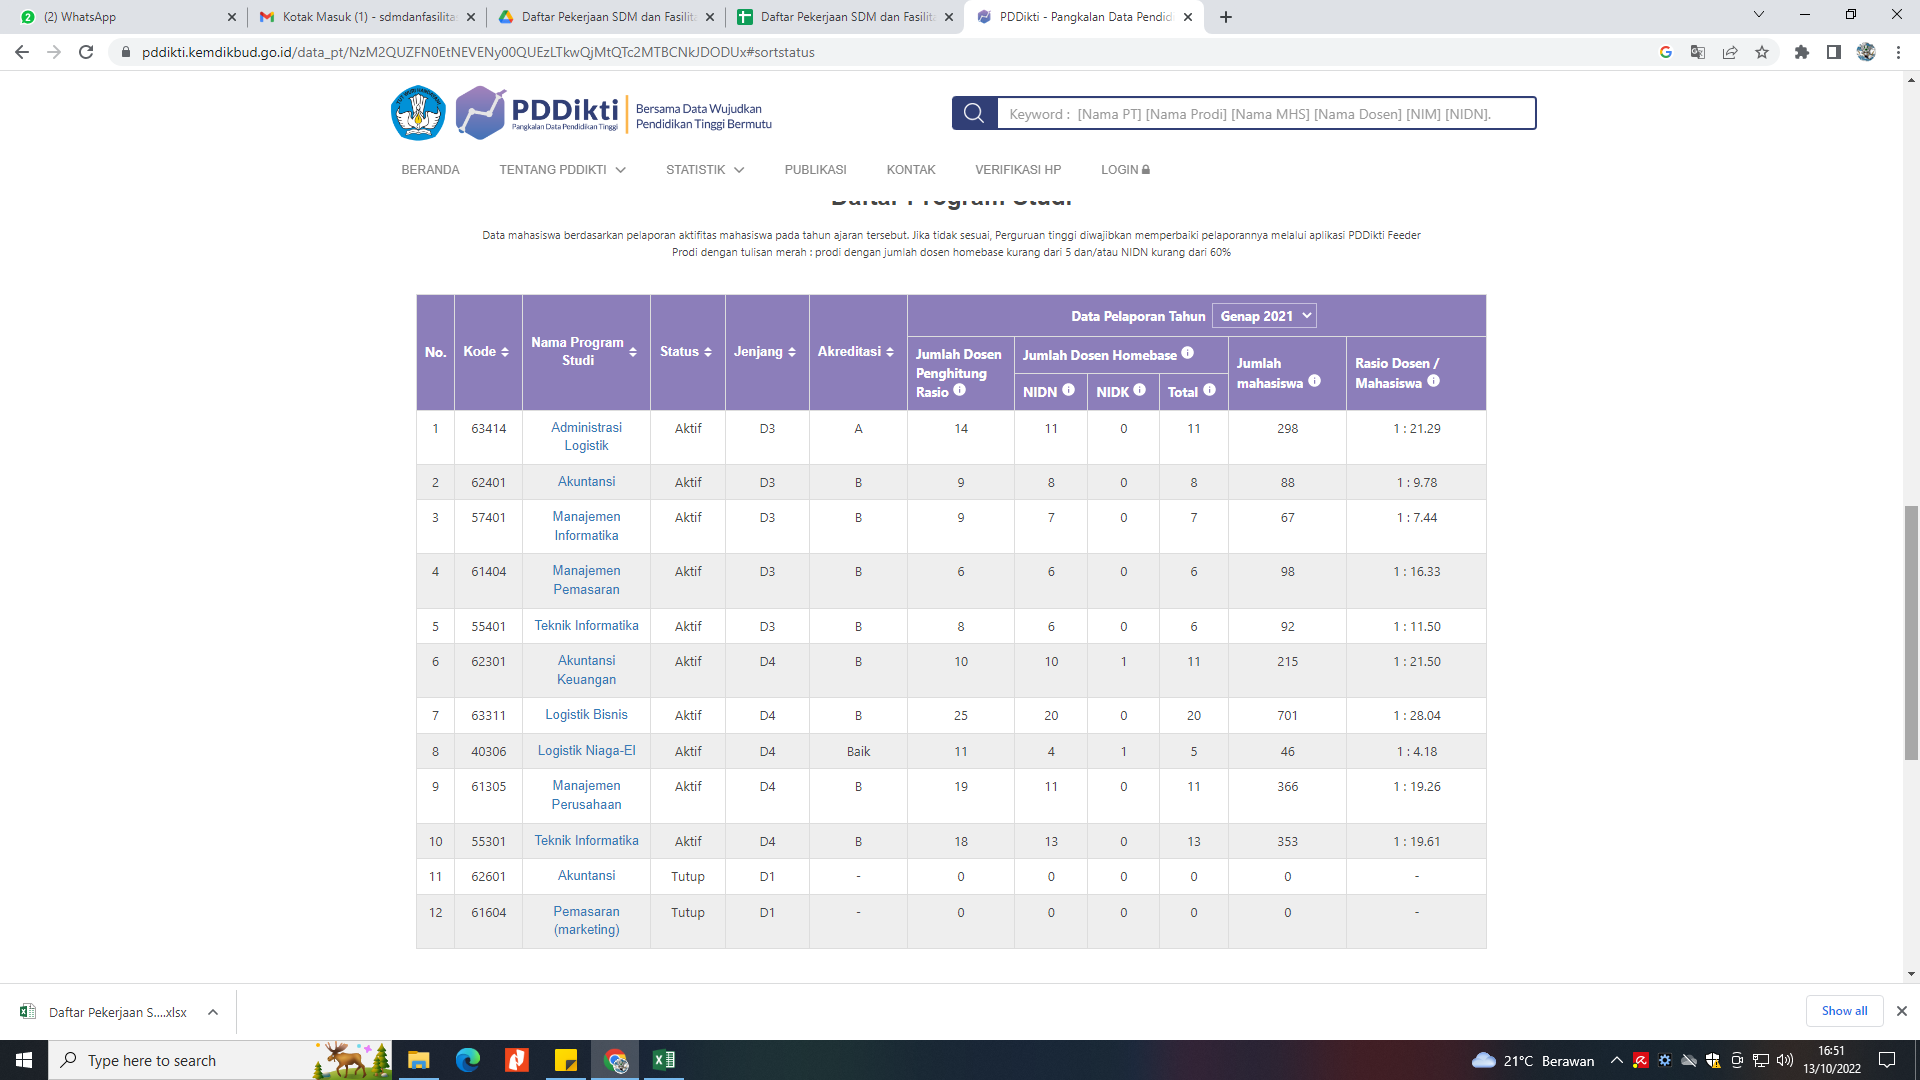 (2) WhatsApp
Kotak Masuk (1) - sdmdanfasilita
Daftar Pekerjaan SDM dan Fasilita
Daftar Pekerjaan SDM dan Fasilita
PDDikti - Pangkalan Data Pendid
pddikti.kemdikbud.go.id/data_pt/NzM2QUZFN0EtNEVENy00QUEzLTkwQjMtQTc2MTBCNkJDODUx#sortstatus
PDDikti
Pangkalan Data Pendidikan Tinggi
Bersama Data Wujudkan
Pendidikan Tinggi Bermutu
Keyword : [Nama PT] [Nama Prodi] [Nama MHS] [Nama Dosen] [NIM] [NIDN].
BERANDA TENTANG PDDIKTI STATISTIK PUBLIKASI KONTAK VERIFIKASI HP LOGIN
Daftar Program Studi
Data mahasiswa berdasarkan pelaporan aktifitas mahasiswa pada tahun ajaran tersebut. Jika tidak sesuai, Perguruan tinggi diwajibkan memperbaiki pelaporannya melalui aplikasi PDDikti Feeder
Prodi dengan tulisan merah : prodi dengan jumlah dosen homebase kurang dari 5 dan/atau NIDN kurang dari 60%
No. Kode Nama Program Studi Status Jenjang Akreditasi Data Pelaporan Tahun Genap 2021
Jumlah Dosen Penghitung Rasio Jumlah Dosen Homebase Jumlah mahasiswa Rasio Dosen / Mahasiswa
NIDN NIDK Total
1 63414 Administrasi Logistik Aktif D3 A 14 11 0 11 298 1 : 21.29
2 62401 Akuntansi Aktif D3 B 9 8 0 8 88 1 : 9.78
3 57401 Manajemen Informatika Aktif D3 B 9 7 0 7 67 1 : 7.44
4 61404 Manajemen Pemasaran Aktif D3 B 6 6 0 6 98 1 : 16.33
5 55401 Teknik Informatika Aktif D3 B 8 6 0 6 92 1 : 11.50
6 62301 Akuntansi Keuangan Aktif D4 B 10 10 1 11 215 1 : 21.50
7 63311 Logistik Bisnis Aktif D4 B 25 20 0 20 701 1 : 28.04
8 40306 Logistik Niaga-El Aktif D4 Baik 11 4 1 5 46 1 : 4.18
9 61305 Manajemen Perusahaan Aktif D4 B 19 11 0 11 366 1 : 19.26
10 55301 Teknik Informatika Aktif D4 B 18 13 0 13 353 1 : 19.61
11 62601 Akuntansi Tutup D1 - 0 0 0 0 0 -
12 61604 Pemasaran (marketing) Tutup D1 - 0 0 0 0 0 -
Daftar Pekerjaan S....xlsx
Show all
Type here to search
21°C Berawan
16:51
13/10/2022